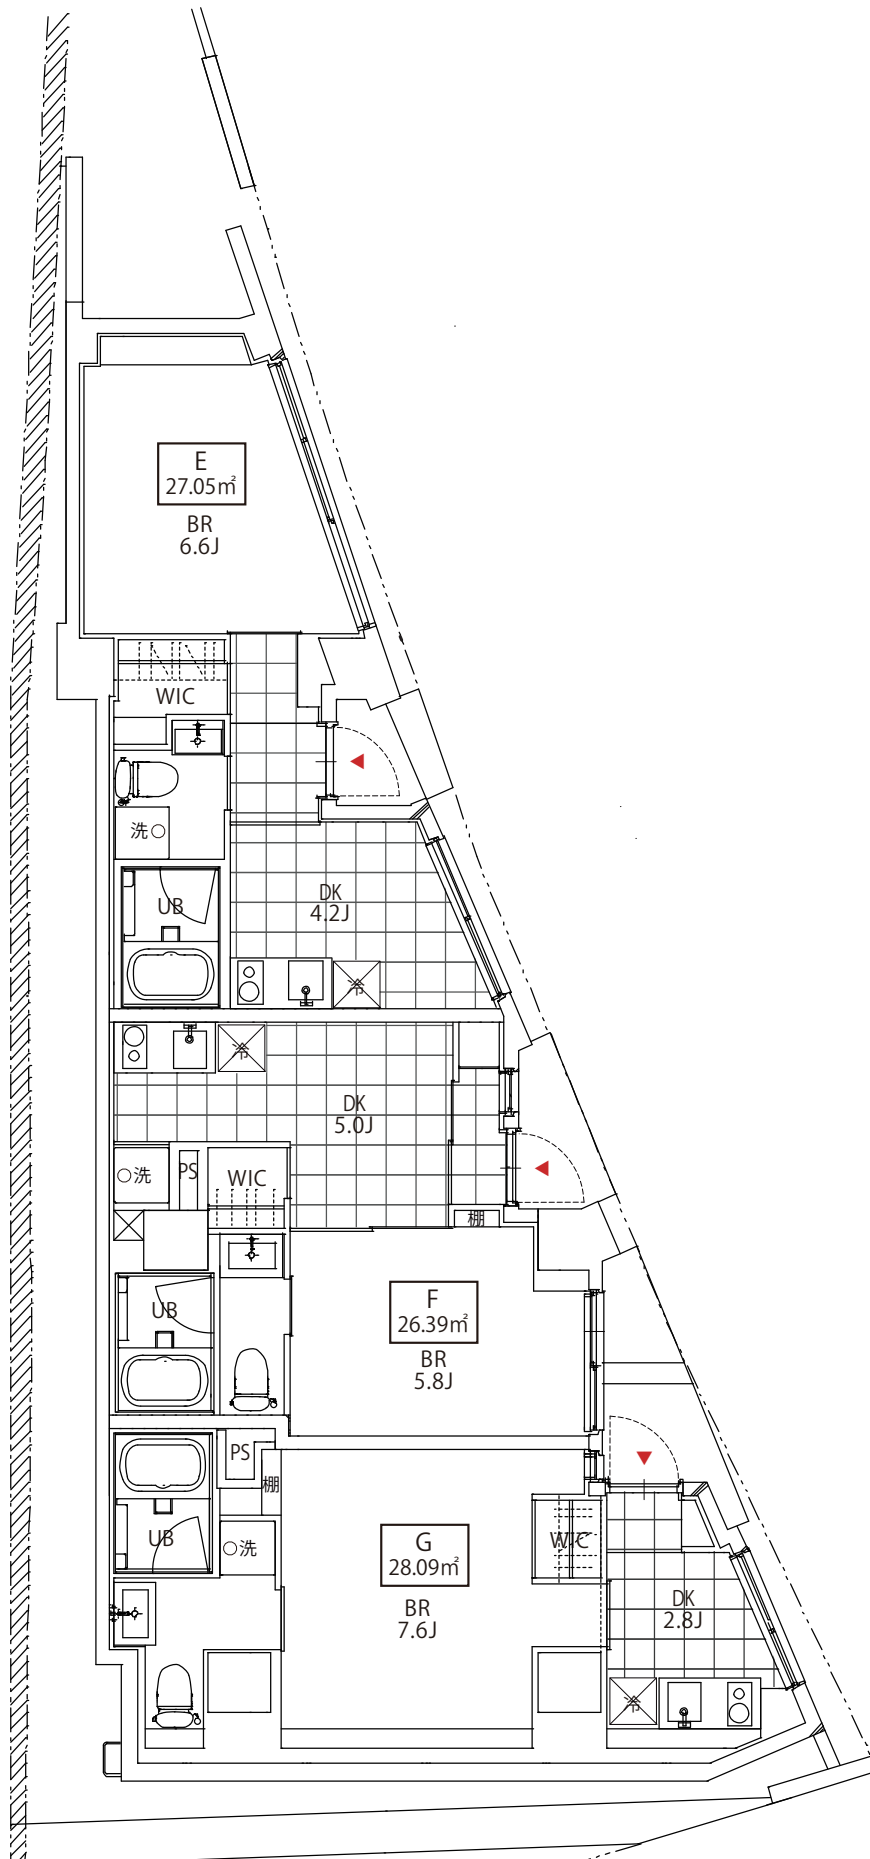 E
27.05㎡
BR
6.6J
WIC
洗
UB
DK
4.2J
冷
冷
DK
5.0J
洗
PS
WIC
棚
UB
F
26.39㎡
BR
5.8J
PS
棚
UB
洗
G
28.09㎡
WIC
BR
7.6J
DK
2.8J
冷